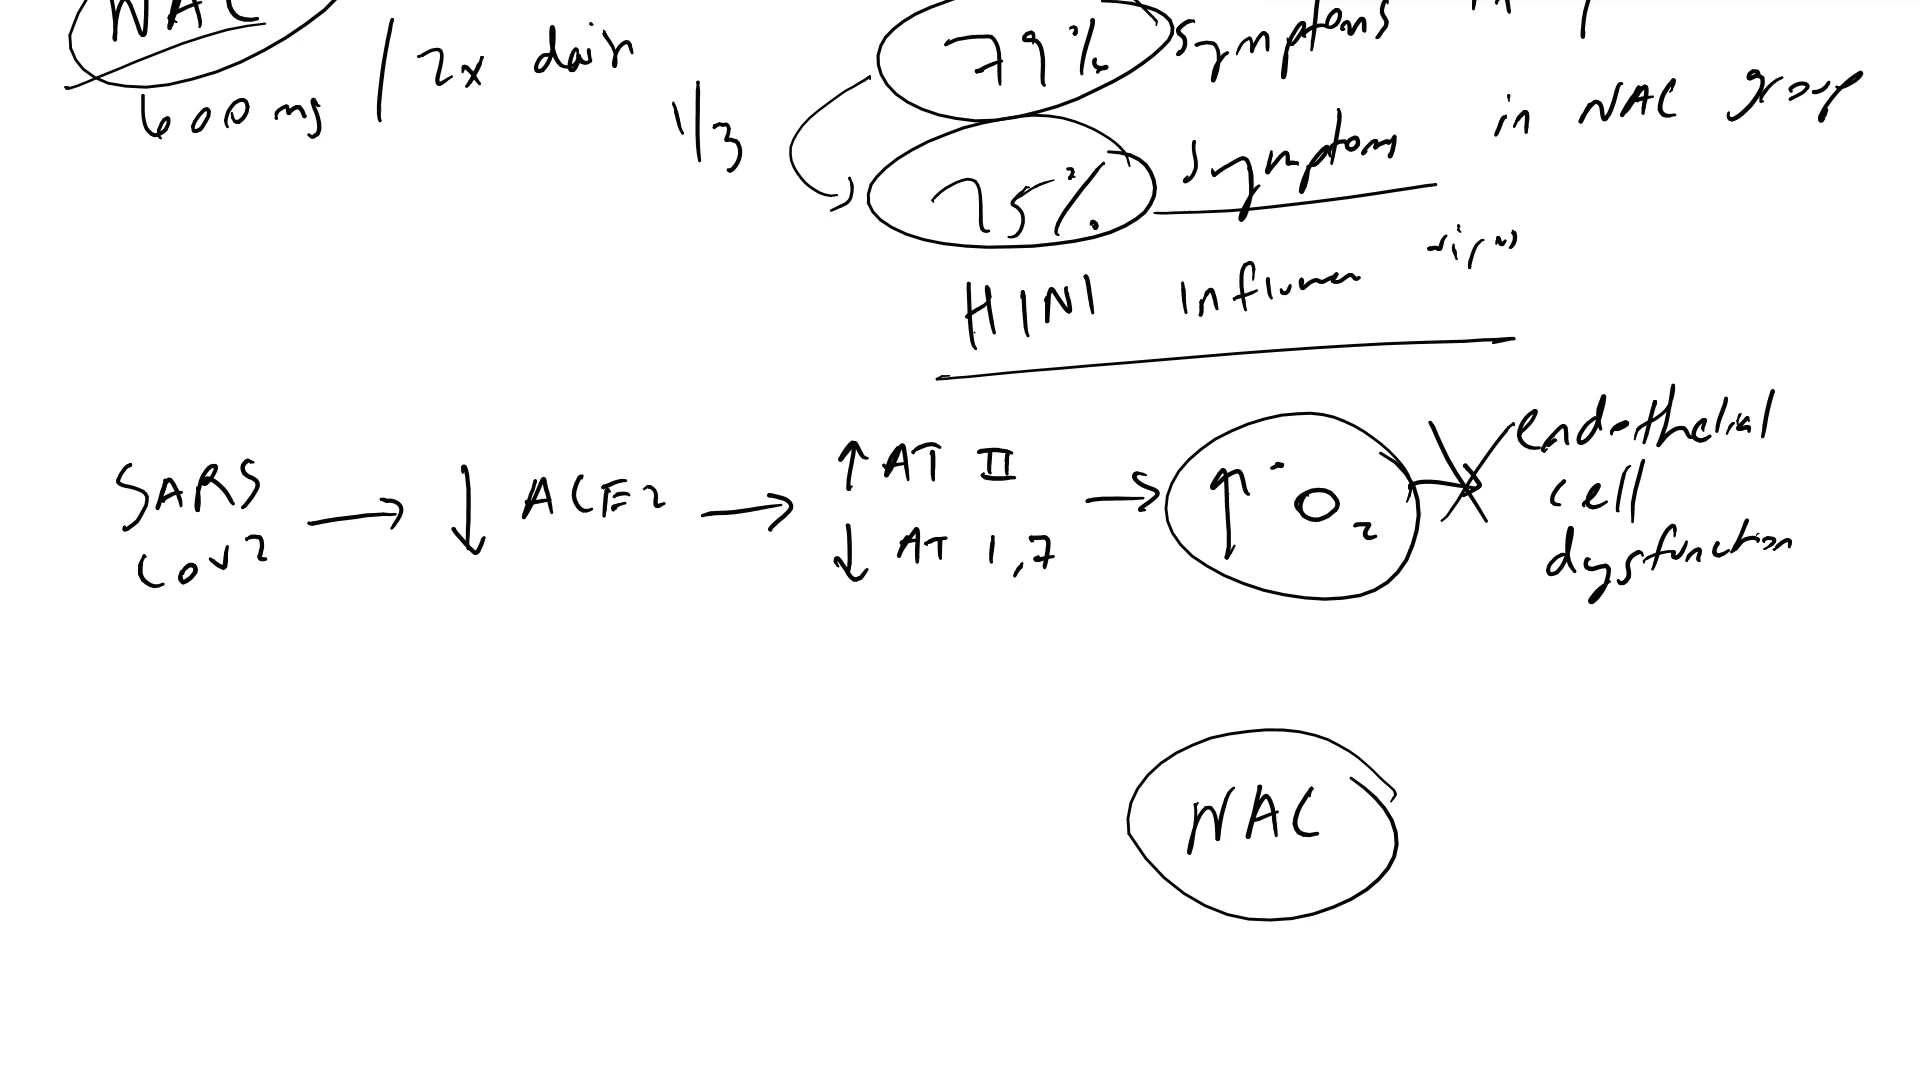 NAC
600 mg / 2x daily
79% symptoms
1/3
25% symptoms in NAC group
H1N1 Influenza virus
SARS CoV2 → ↓ ACE2 → ↑ AT II ↓ AT 1,7 → ↑ •O₂⁻ → endothelial cell dysfunction
NAC